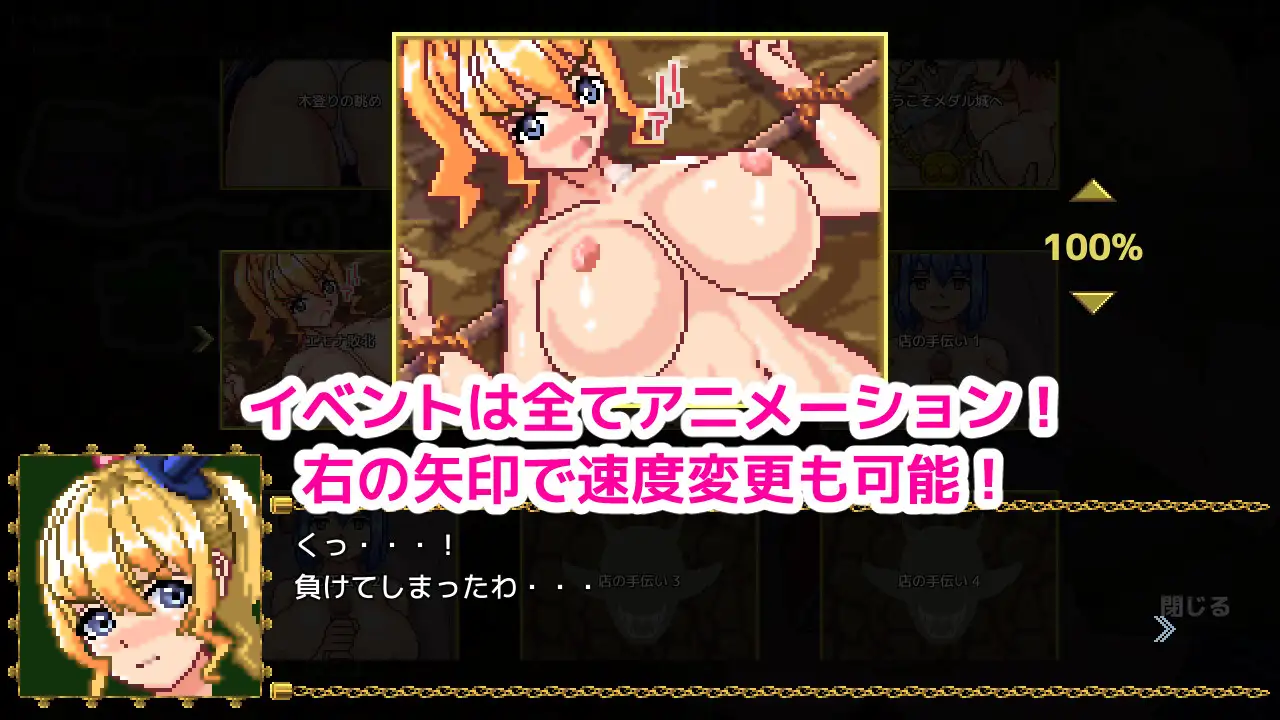 木登りの眺め
うこそメダル城へ
100%
エモナ敗北
店の手伝い1
イベントは全てアニメーション！
右の矢印で速度変更も可能！
くっ・・・！
負けてしまったわ・・・
店の手伝い3
店の手伝い4
閉じる